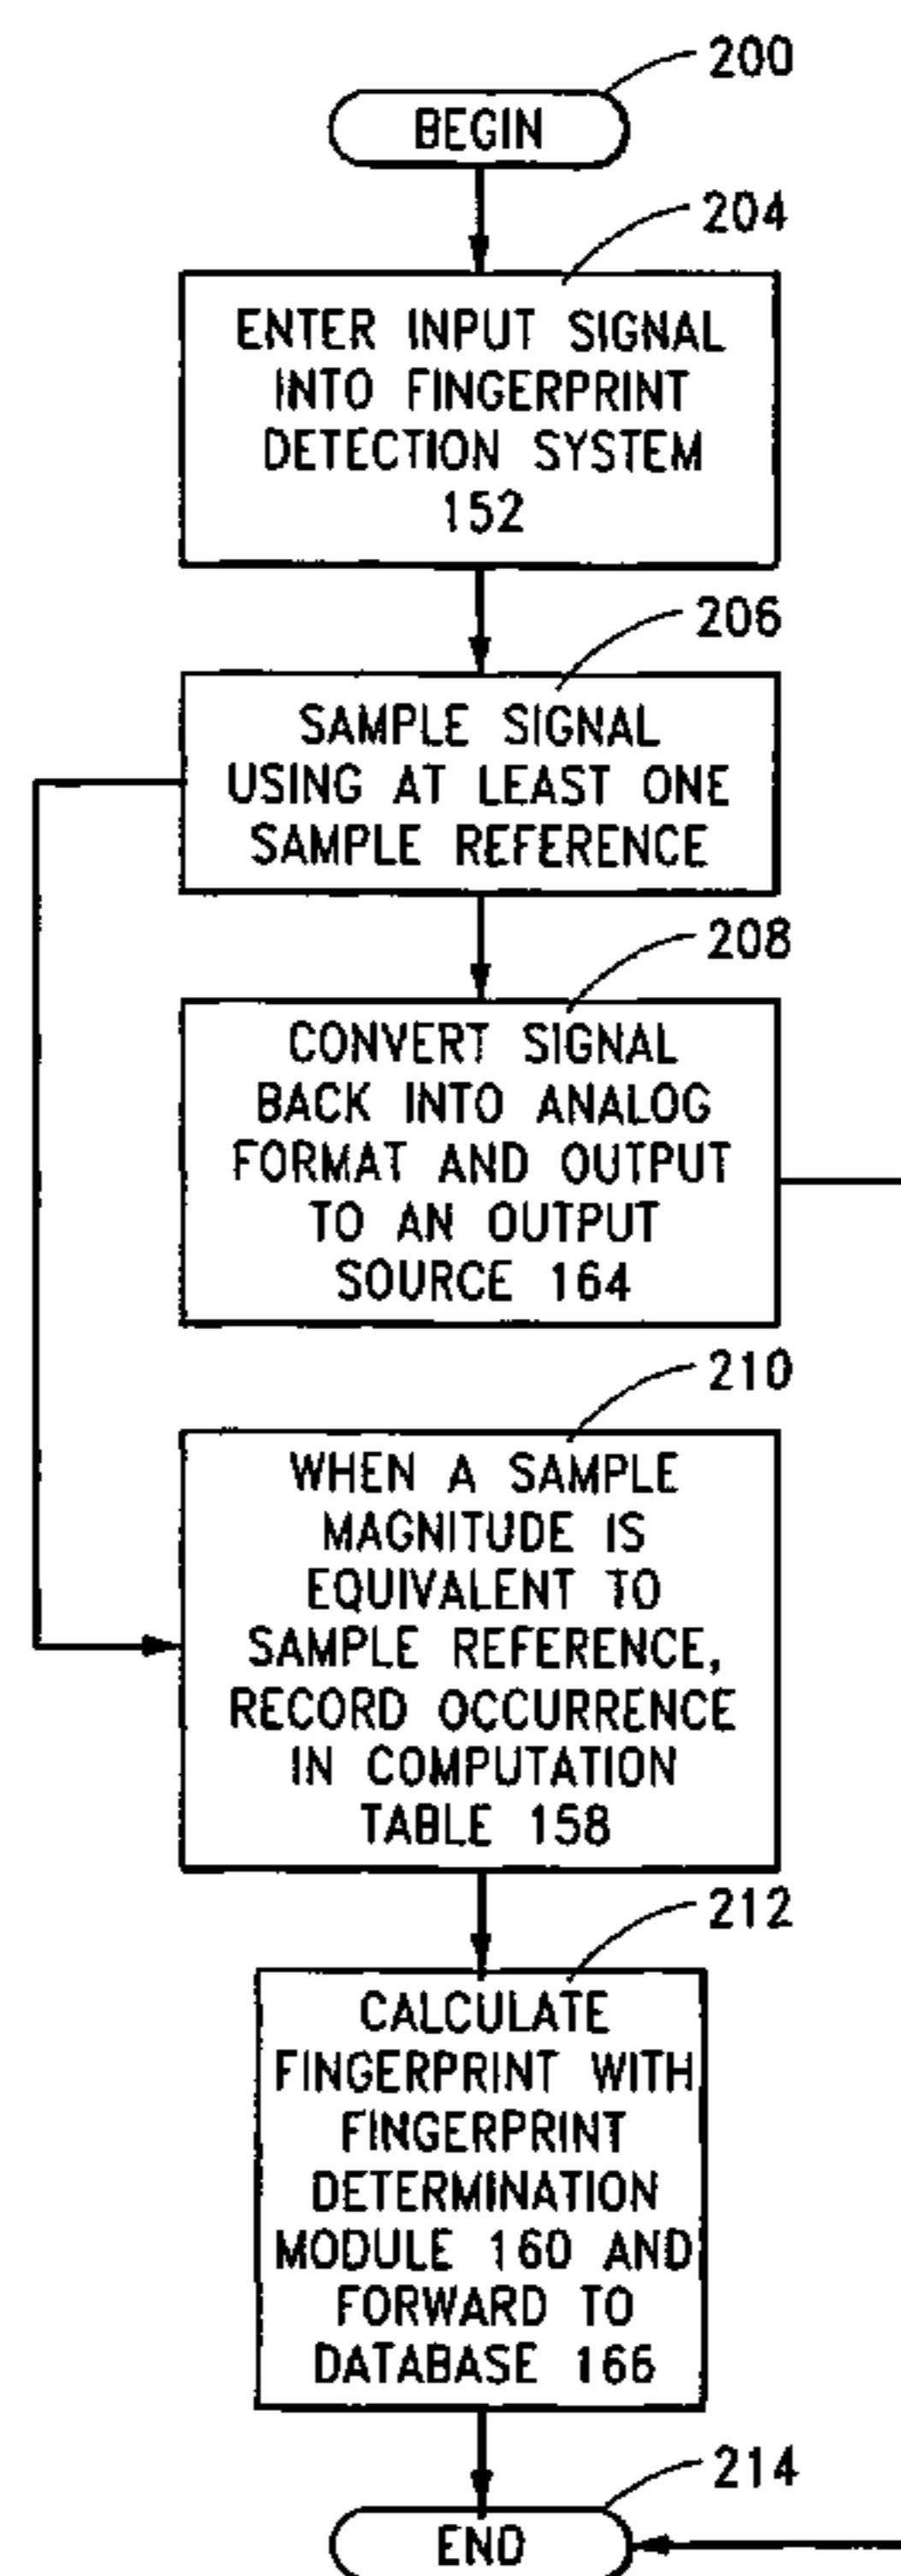 200
BEGIN
204
ENTER INPUT SIGNAL
INTO FINGERPRINT
DETECTION SYSTEM
152
206
SAMPLE SIGNAL
USING AT LEAST ONE
SAMPLE REFERENCE
208
CONVERT SIGNAL
BACK INTO ANALOG
FORMAT AND OUTPUT
TO AN OUTPUT
SOURCE 164
210
WHEN A SAMPLE
MAGNITUDE IS
EQUIVALENT TO
SAMPLE REFERENCE,
RECORD OCCURRENCE
IN COMPUTATION
TABLE 158
212
CALCULATE
FINGERPRINT WITH
FINGERPRINT
DETERMINATION
MODULE 160 AND
FORWARD TO
DATABASE 166
214
END